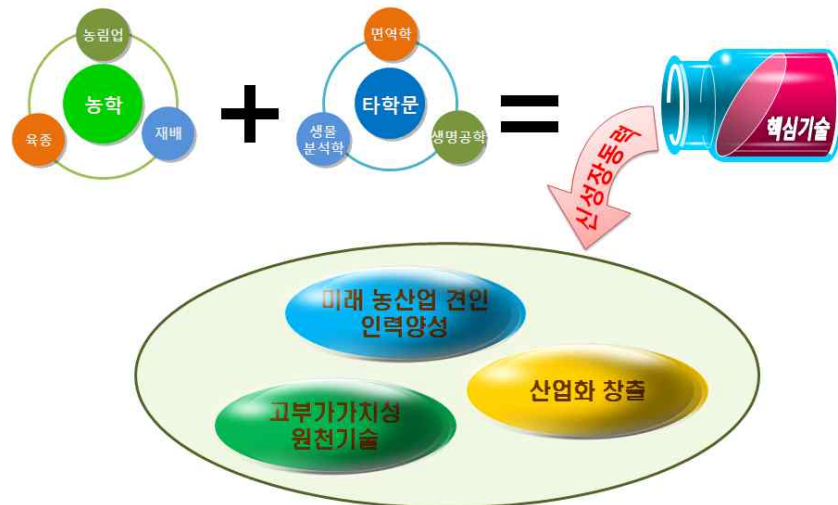 농림업
농학
육종
재배
면역학
타학문
생물
분석학
생명공학
핵심기술
신성장동력
미래 농산업 견인
인력양성
산업화 창출
고부가가치성
원천기술